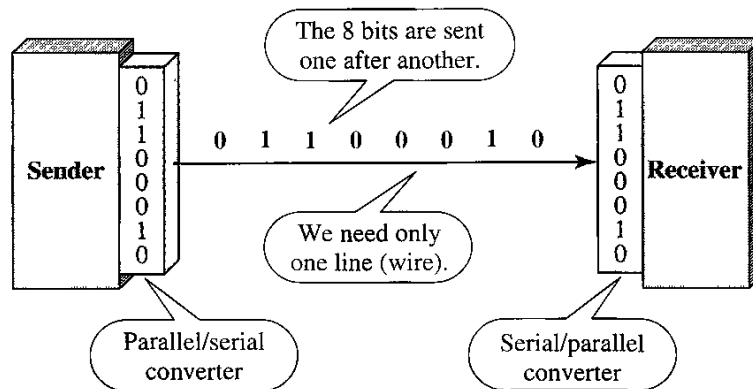 The 8 bits are sent
one after another.
0
1
1
0
0
0
1
0
Sender
0 1 1 0 0 0 1 0
0
1
1
0
0
0
1
0
Receiver
We need only
one line (wire).
Parallel/serial
converter
Serial/parallel
converter